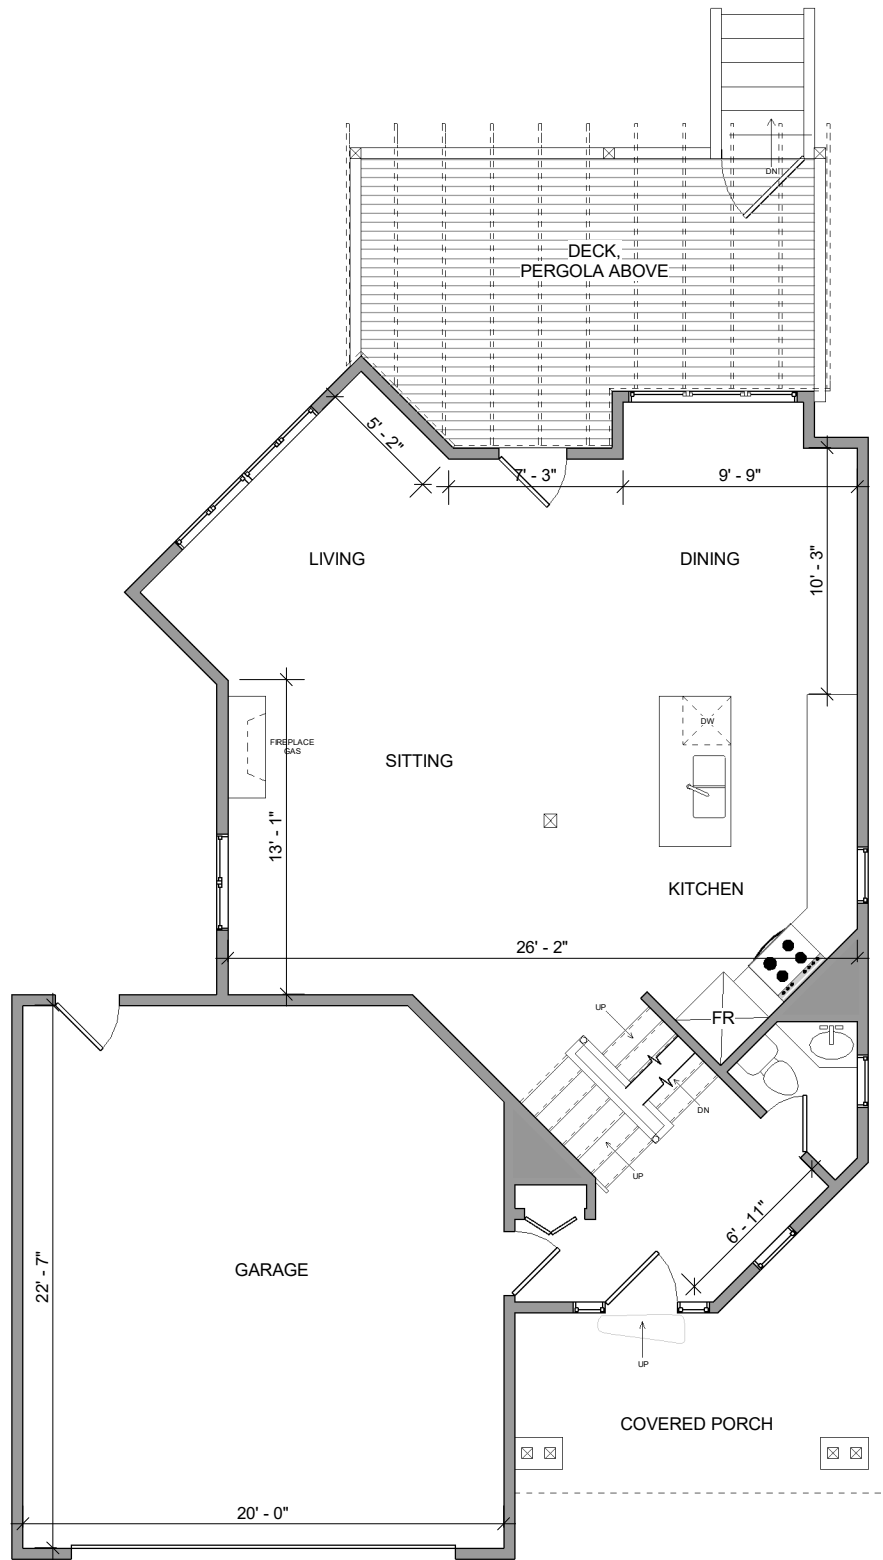 DN
DECK,
PERGOLA ABOVE
5' - 2"
7' - 3"
9' - 9"
LIVING
DINING
10' - 3"
DW
FIREPLACE
GAS
SITTING
13' - 1"
KITCHEN
26' - 2"
UP
FR
DN
UP
6' - 11"
GARAGE
22' - 7"
UP
COVERED PORCH
20' - 0"